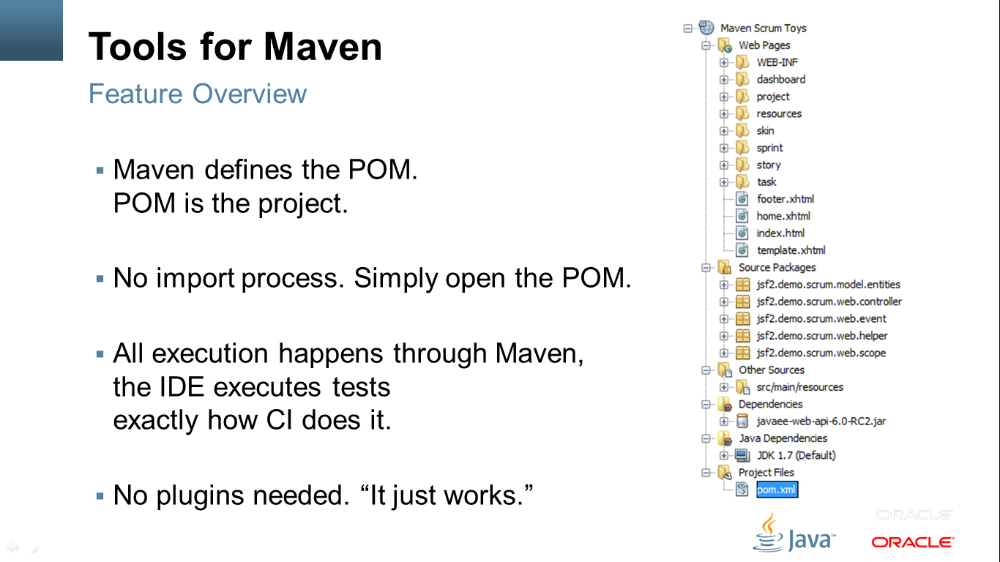 Tools for Maven
Feature Overview
▪ Maven defines the POM.
POM is the project.
▪ No import process. Simply open the POM.
▪ All execution happens through Maven,
the IDE executes tests
exactly how CI does it.
▪ No plugins needed. “It just works.”
Maven Scrum Toys
Web Pages
WEB-INF
dashboard
project
resources
skin
sprint
story
task
footer.xhtml
home.xhtml
index.html
template.xhtml
Source Packages
jsf2.demo.scrum.model.entities
jsf2.demo.scrum.web.controller
jsf2.demo.scrum.web.event
jsf2.demo.scrum.web.helper
jsf2.demo.scrum.web.scope
Other Sources
src/main/resources
Dependencies
javaee-web-api-6.0-RC2.jar
Java Dependencies
JDK 1.7 (Default)
Project Files
pom.xml
ORACLE
Java™
ORACLE